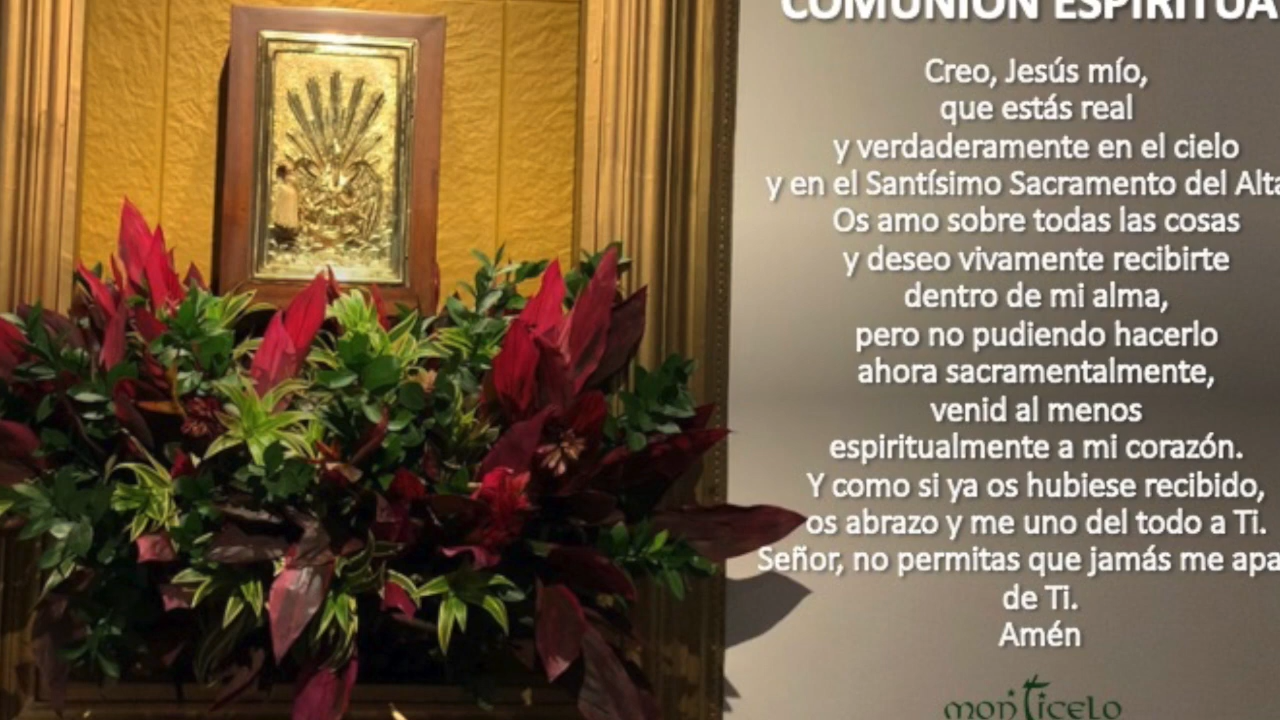 COMUNIÓN ESPIRITUA
Creo, Jesús mío,
que estás real
y verdaderamente en el cielo
y en el Santísimo Sacramento del Alta
Os amo sobre todas las cosas
y deseo vivamente recibirte
dentro de mi alma,
pero no pudiendo hacerlo
ahora sacramentalmente,
venid al menos
espiritualmente a mi corazón.
Y como si ya os hubiese recibido,
os abrazo y me uno del todo a Ti.
Señor, no permitas que jamás me apa
de Ti.
Amén
monticelo